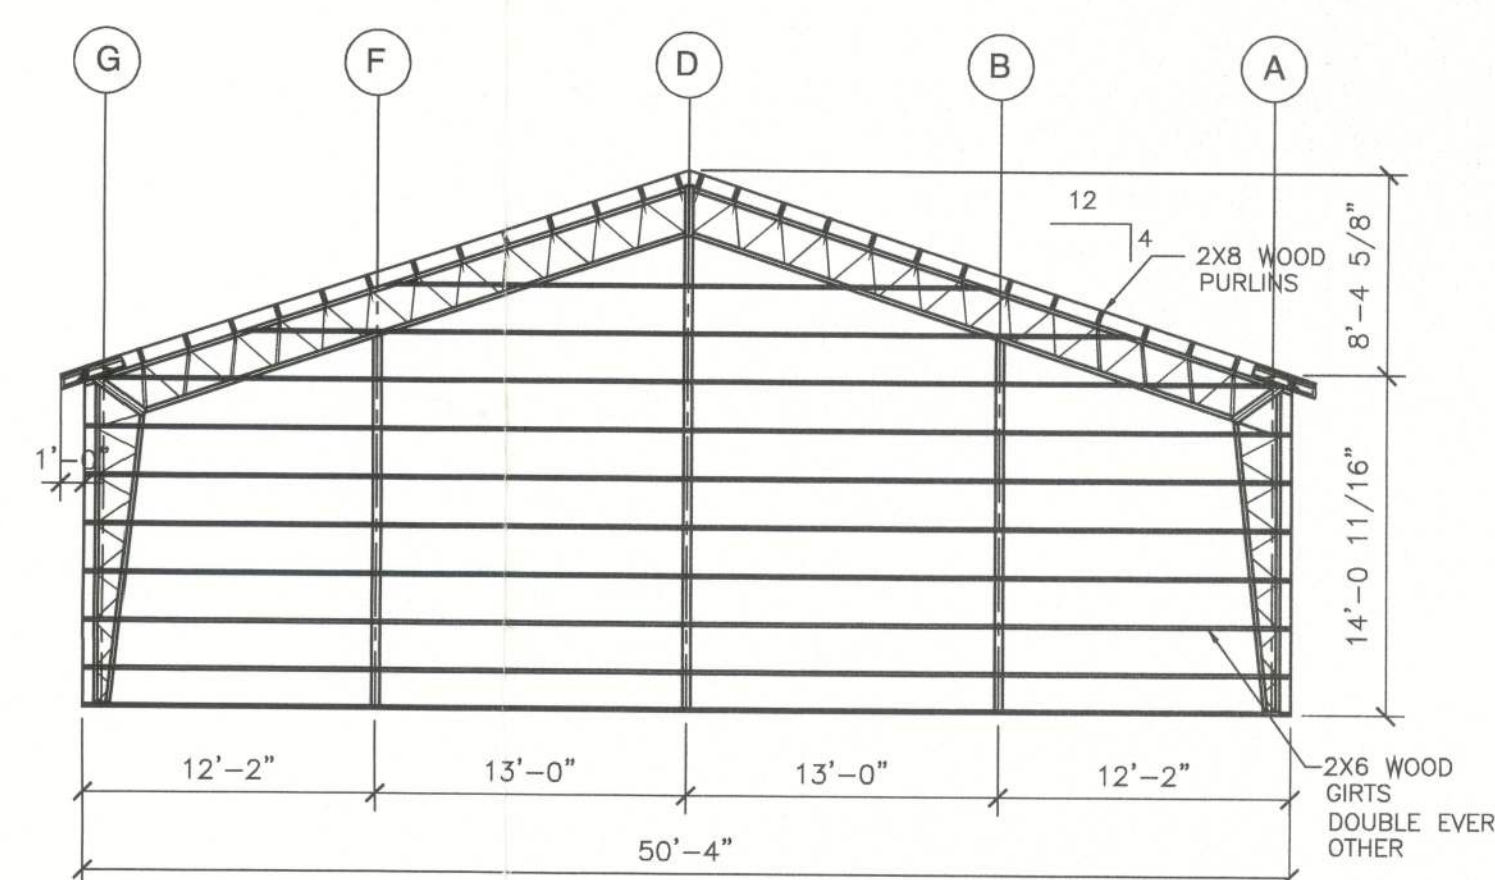 G
F
D
B
A
12
4
2X8 WOOD
PURLINS
8'-4 5/8"
1'-0"
14'-0 11/16"
12'-2"
13'-0"
13'-0"
12'-2"
2X6 WOOD
GIRTS
DOUBLE EVER
OTHER
50'-4"